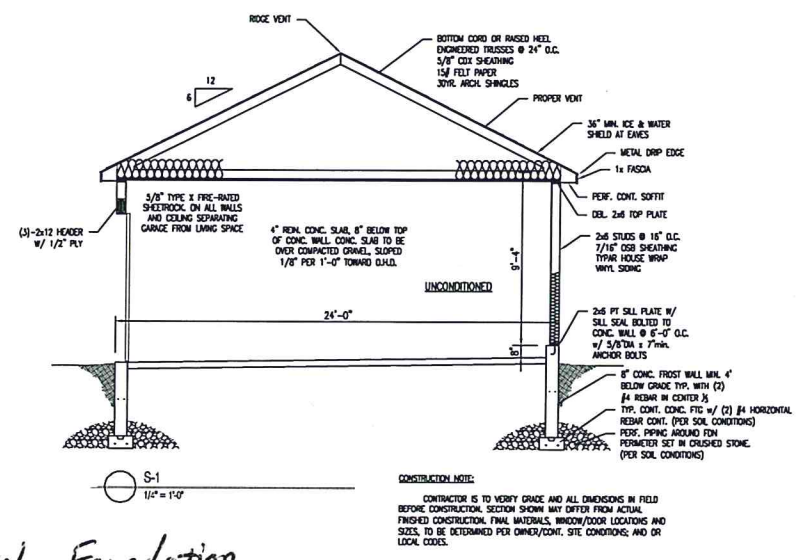 RIDGE VENT
BOTTOM CORD OR RAISED HEEL
ENGINEERED TRUSSES @ 24" O.C.
5/8" CDX SHEATHING
15# FELT PAPER
30YR. ARCH. SHINGLES
12
6
PROPER VENT
36" MIN. ICE & WATER
SHIELD AT EAVES
METAL DRIP EDGE
1x FASCIA
PERF. CONT. SOFFIT
DBL. 2x6 TOP PLATE
5/8" TYPE X FIRE-RATED
SHEETROCK. ON ALL WALLS
AND CEILING SEPARATING
GARAGE FROM LIVING SPACE
(3)-2x12 HEADER
W/ 1/2" PLY
4" REIN. CONC. SLAB, 8" BELOW TOP
OF CONC. WALL. CONC. SLAB TO BE
OVER COMPACTED GRAVEL, SLOPED
1/8" PER 1'-0" TOWARD O.H.D.
2x6 STUDS @ 16" O.C.
7/16" OSB SHEATHING
TYPAR HOUSE WRAP
VINYL SIDING
9'-4"
UNCONDITIONED
24'-0"
8"
2x6 PT SILL PLATE W/
SILL SEAL BOLTED TO
CONC. WALL @ 6'-0" O.C.
w/ 5/8"DIA x 7"min.
ANCHOR BOLTS
8" CONC. FROST WALL MIN. 4'
BELOW GRADE TYP. WITH (2)
#4 REBAR IN CENTER ⅓
TYP. CONT. CONC. FTG w/ (2) #4 HORIZONTAL
REBAR CONT. (PER SOIL CONDITIONS)
PERF. PIPING AROUND FDN
PERIMETER SET IN CRUSHED STONE.
(PER SOIL CONDITIONS)
S-1
1/4" = 1'-0"
CONSTRUCTION NOTE:
CONTRACTOR IS TO VERIFY GRADE AND ALL DIMENSIONS IN FIELD
BEFORE CONSTRUCTION. SECTION SHOWN MAY DIFFER FROM ACTUAL
FINISHED CONSTRUCTION. FINAL MATERIALS, WINDOW/DOOR LOCATIONS AND
SIZES, TO BE DETERMINED PER OWNER/CONT. SITE CONDITIONS; AND OR
LOCAL CODES.
Foundation